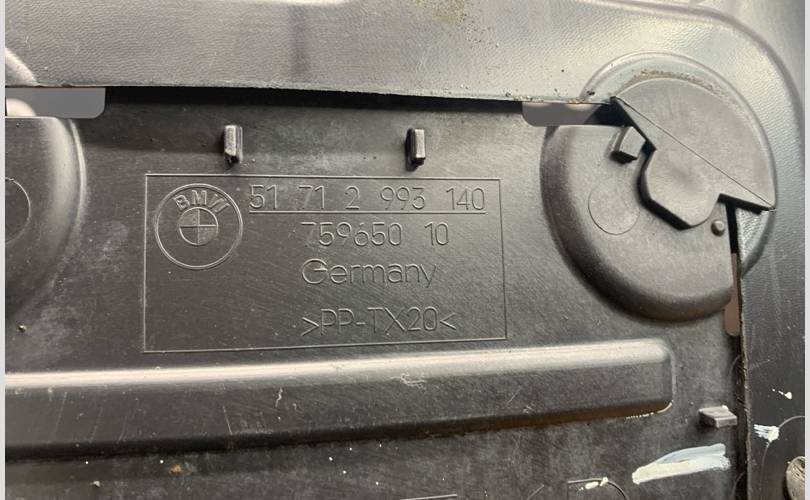 BMW
51 71 2 993 140
759650 10
Germany
>PP-TX20<